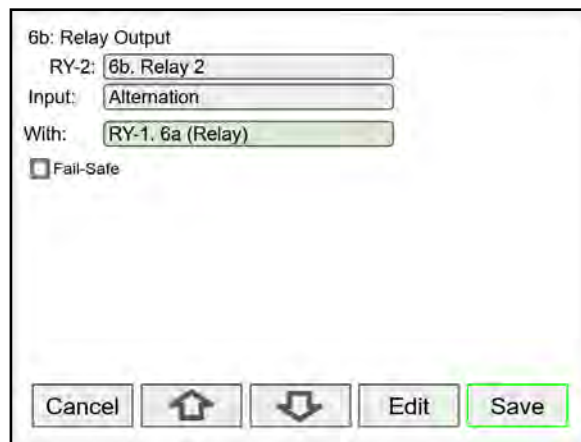 6b: Relay Output
RY-2: 6b. Relay 2
Input: Alternation
With: RY-1. 6a (Relay)
Fail-Safe
Cancel Edit Save